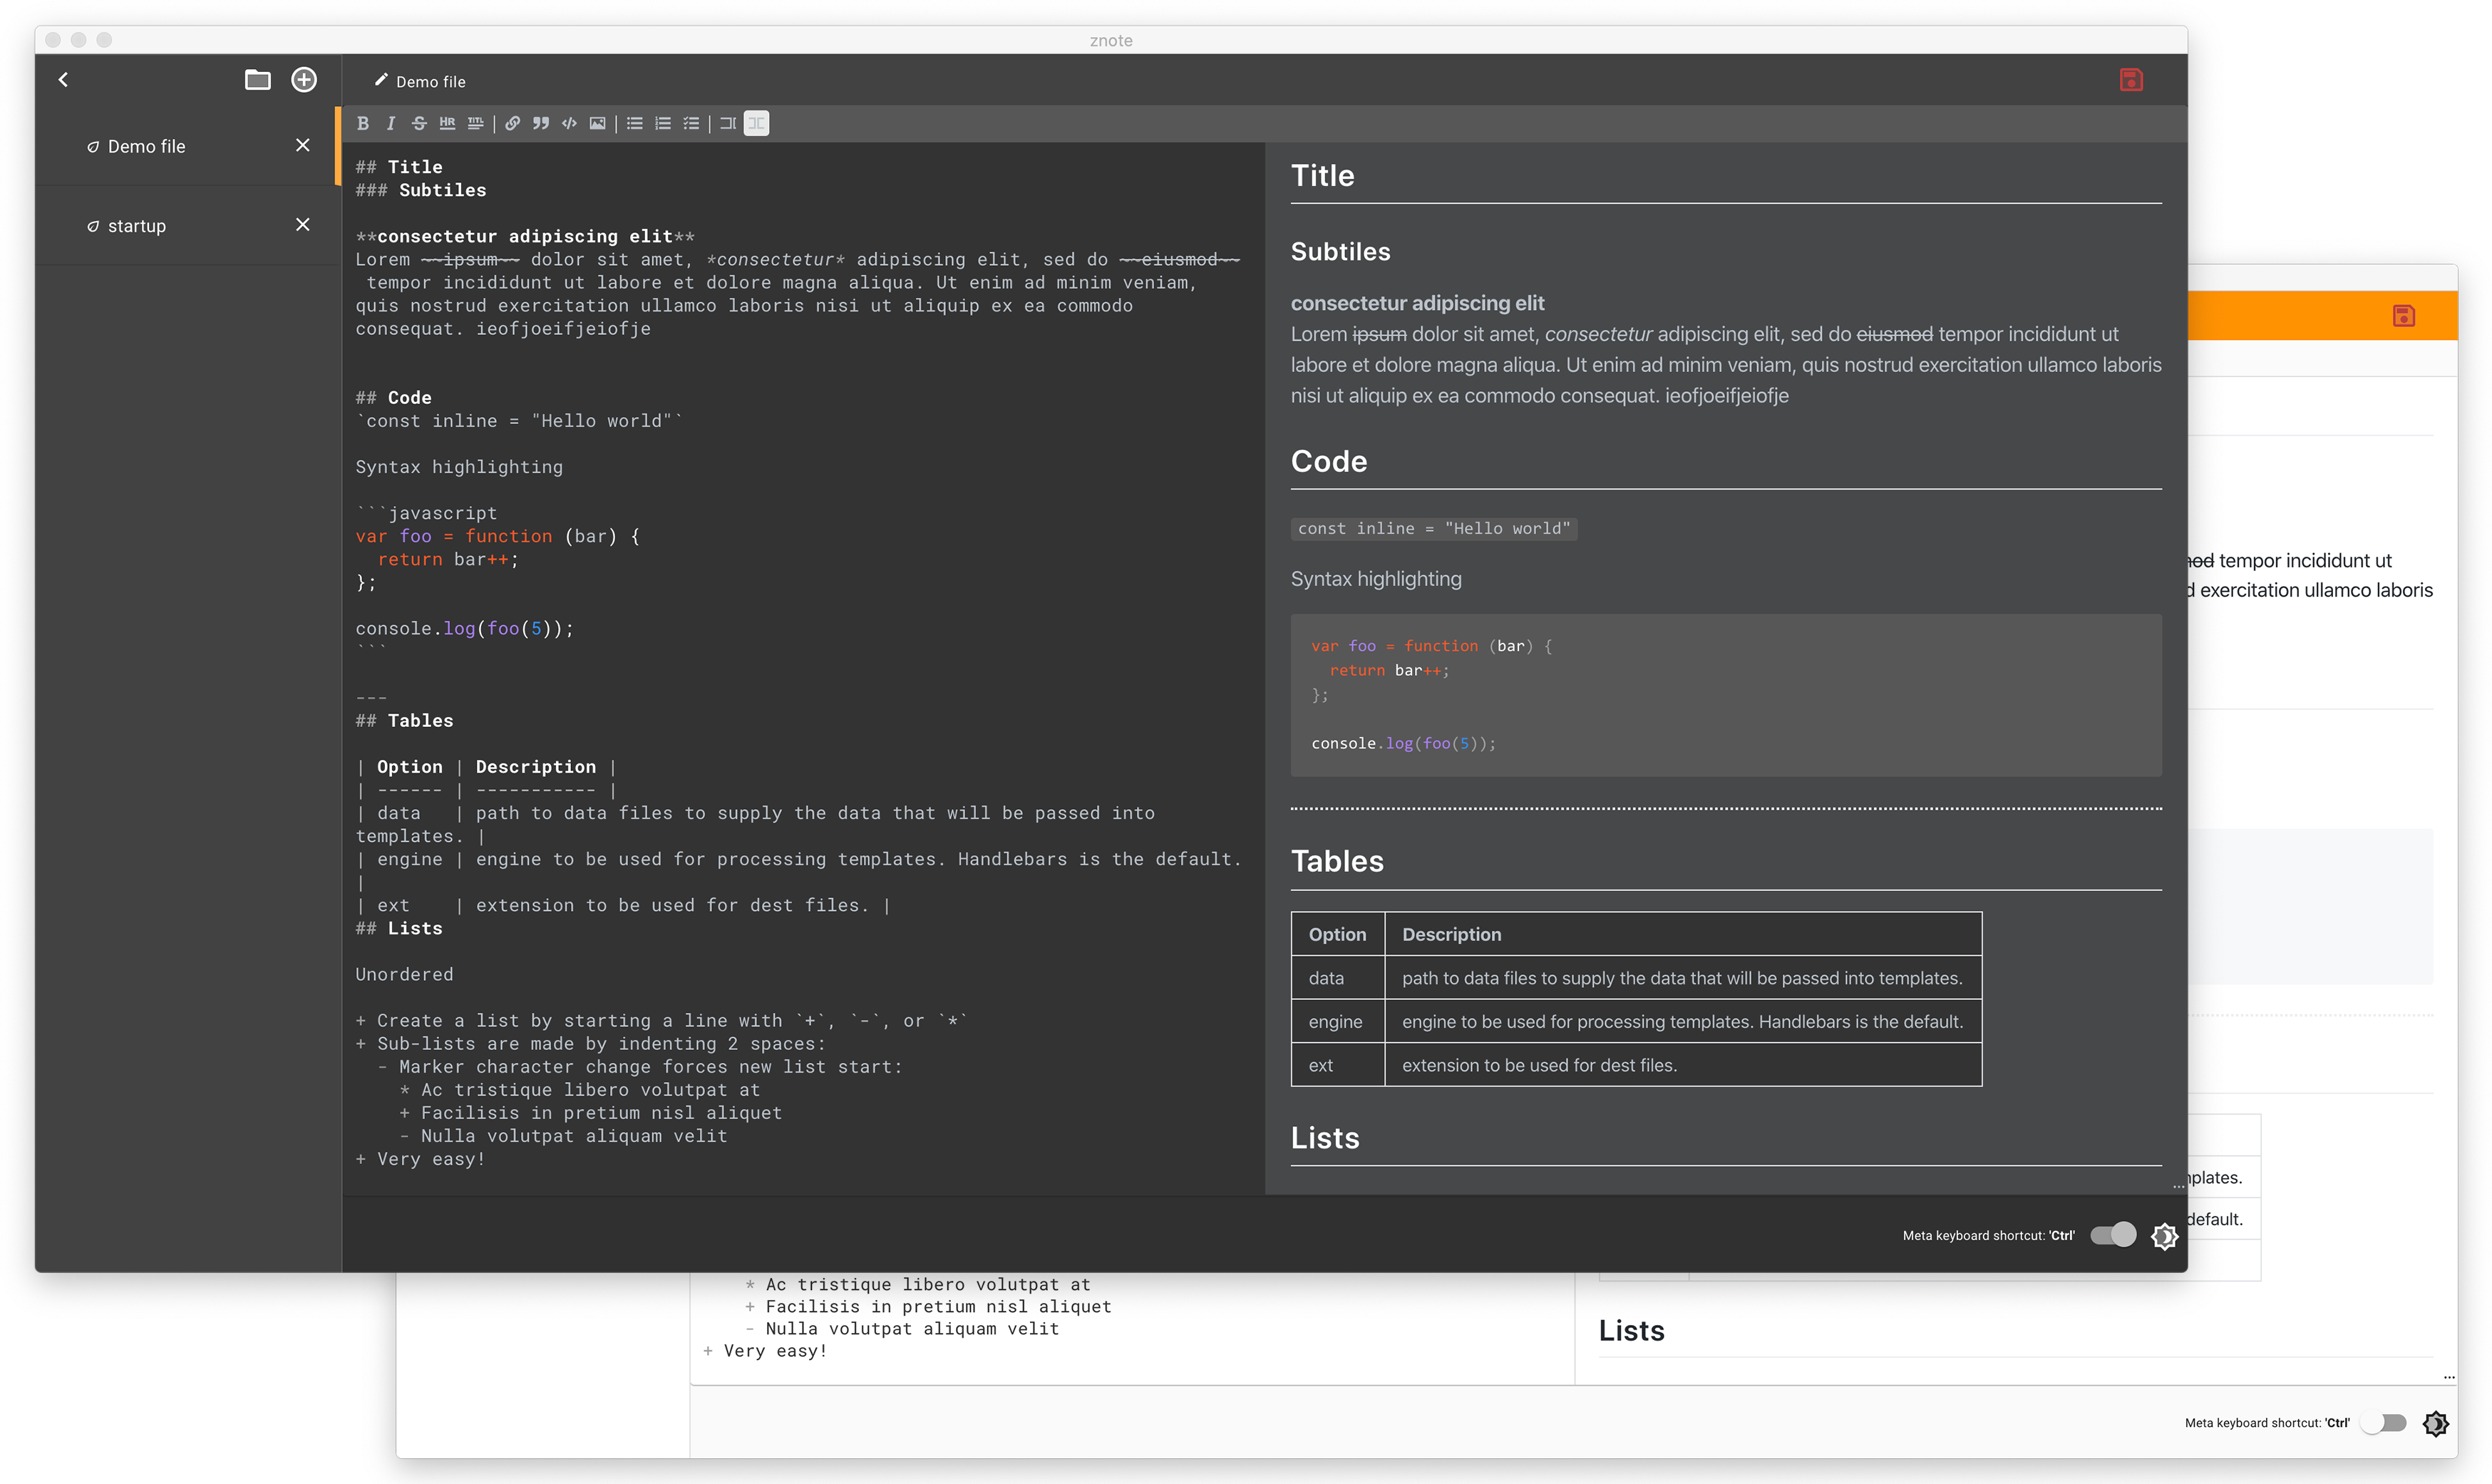 znote
Demo file
Demo file
startup
B I S HR TITL
## Title
### Subtiles
**consectetur adipiscing elit**
Lorem ~~ipsum~~ dolor sit amet, *consectetur* adipiscing elit, sed do ~~eiusmod~~
tempor incididunt ut labore et dolore magna aliqua. Ut enim ad minim veniam,
quis nostrud exercitation ullamco laboris nisi ut aliquip ex ea commodo
consequat. ieofjoeifjeiofje
## Code
`const inline = "Hello world"`
Syntax highlighting
```javascript
var foo = function (bar) {
  return bar++;
};
console.log(foo(5));
```
---
## Tables
| Option | Description |
| ------ | ----------- |
| data   | path to data files to supply the data that will be passed into
templates. |
| engine | engine to be used for processing templates. Handlebars is the default.
|
| ext    | extension to be used for dest files. |
## Lists
Unordered
+ Create a list by starting a line with `+`, `-`, or `*`
+ Sub-lists are made by indenting 2 spaces:
  - Marker character change forces new list start:
    * Ac tristique libero volutpat at
    + Facilisis in pretium nisl aliquet
    - Nulla volutpat aliquam velit
+ Very easy!
Title
Subtiles
consectetur adipiscing elit
Lorem ipsum dolor sit amet, consectetur adipiscing elit, sed do eiusmod tempor incididunt ut
labore et dolore magna aliqua. Ut enim ad minim veniam, quis nostrud exercitation ullamco laboris
nisi ut aliquip ex ea commodo consequat. ieofjoeifjeiofje
Code
const inline = "Hello world"
Syntax highlighting
var foo = function (bar) {
  return bar++;
};
console.log(foo(5));
Tables
Option Description
data path to data files to supply the data that will be passed into templates.
engine engine to be used for processing templates. Handlebars is the default.
ext extension to be used for dest files.
Lists
...
Meta keyboard shortcut: 'Ctrl'
tempor incididunt ut
exercitation ullamco laboris
default.
* Ac tristique libero volutpat at
+ Facilisis in pretium nisl aliquet
- Nulla volutpat aliquam velit
+ Very easy!
Lists
...
Meta keyboard shortcut: 'Ctrl'